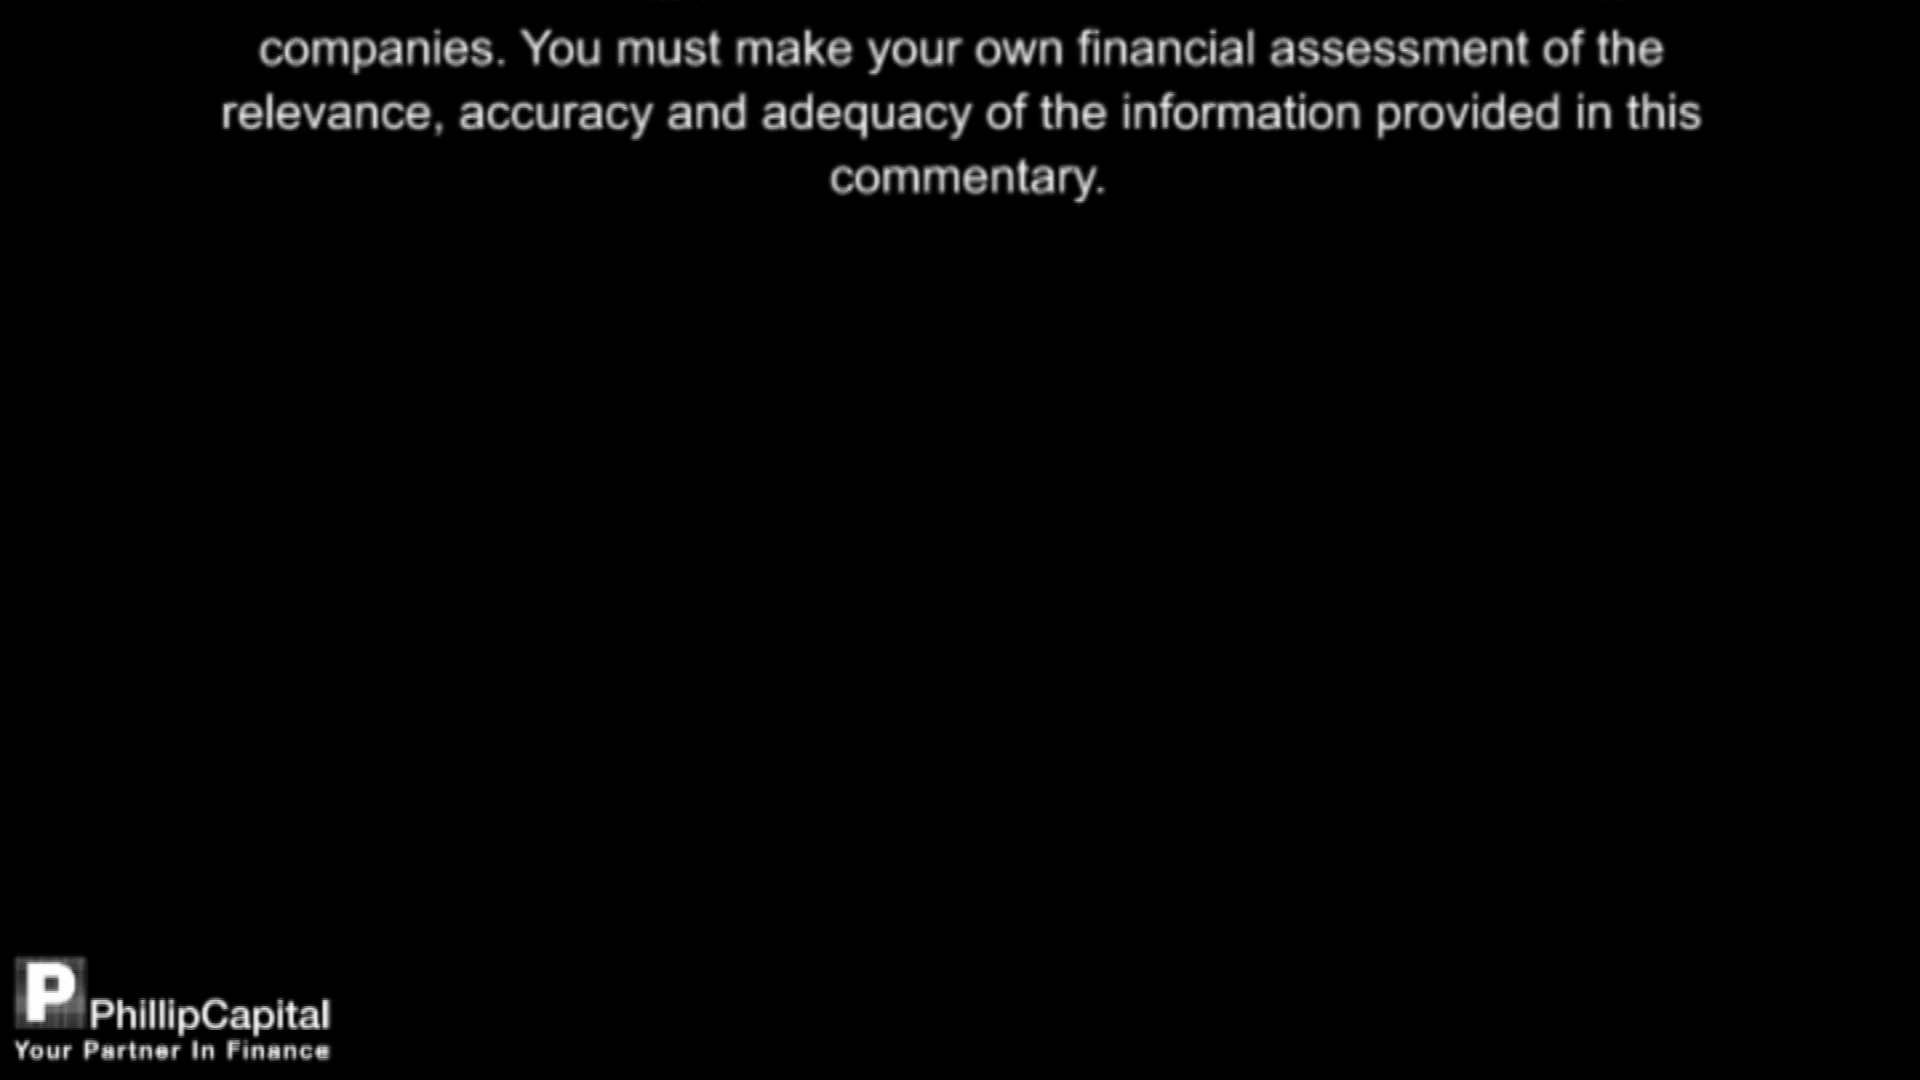 companies. You must make your own financial assessment of the
relevance, accuracy and adequacy of the information provided in this
commentary.
P
PhillipCapital
Your Partner In Finance